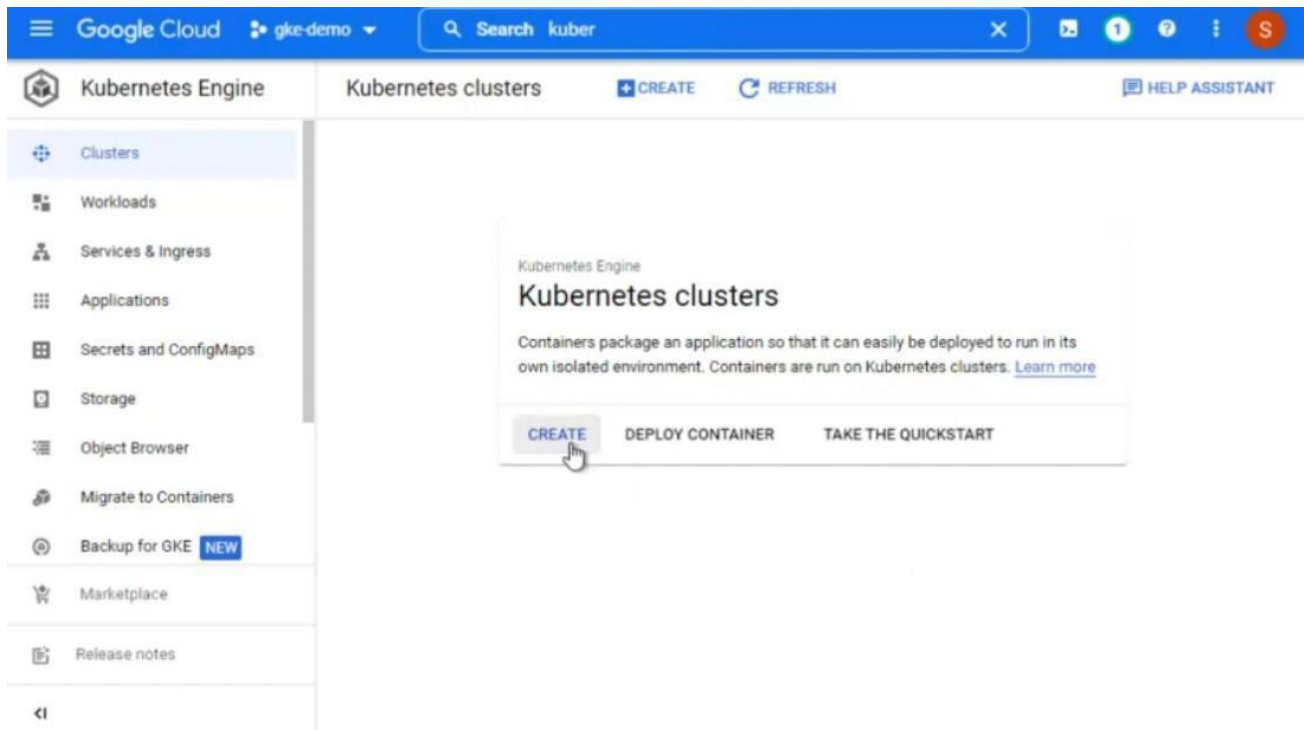 Google Cloud gke-demo Search kuber 1 S
Kubernetes Engine
Kubernetes clusters CREATE REFRESH HELP ASSISTANT
Clusters
Workloads
Services & Ingress
Applications
Secrets and ConfigMaps
Storage
Object Browser
Migrate to Containers
Backup for GKE NEW
Marketplace
Release notes
Kubernetes Engine
Kubernetes clusters
Containers package an application so that it can easily be deployed to run in its
own isolated environment. Containers are run on Kubernetes clusters. Learn more
CREATE DEPLOY CONTAINER TAKE THE QUICKSTART